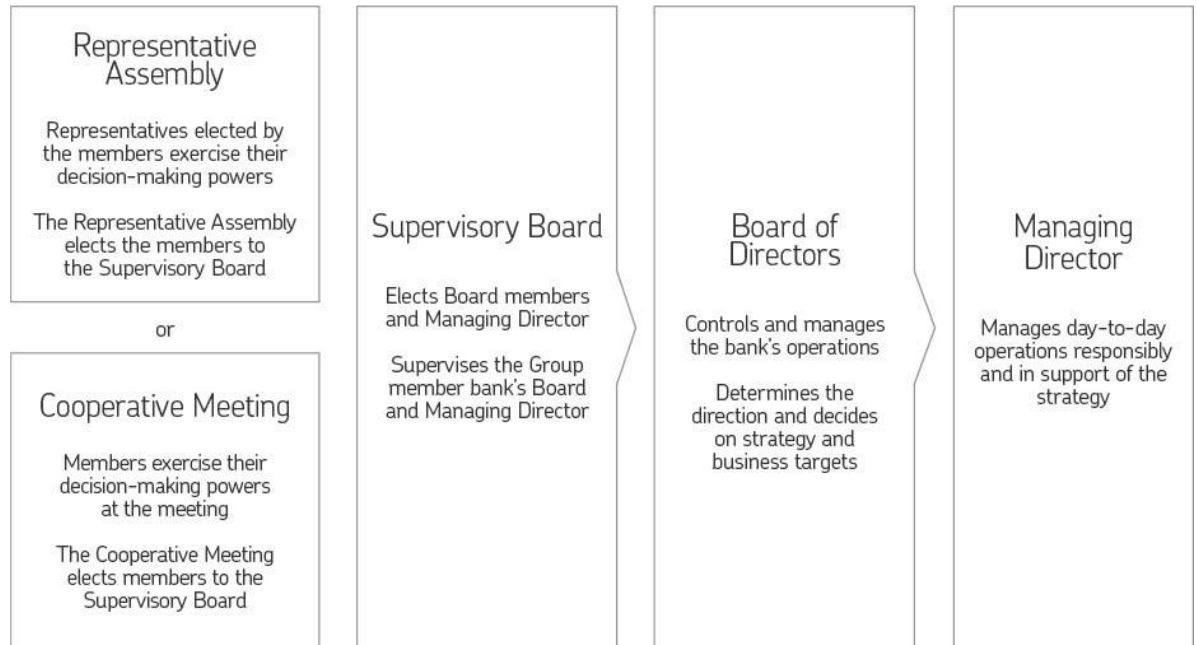 Representative
Assembly
Representatives elected by
the members exercise their
decision-making powers
The Representative Assembly
elects the members to
the Supervisory Board
or
Cooperative Meeting
Members exercise their
decision-making powers
at the meeting
The Cooperative Meeting
elects members to the
Supervisory Board
Supervisory Board
Elects Board members
and Managing Director
Supervises the Group
member bank's Board
and Managing Director
Board of
Directors
Controls and manages
the bank's operations
Determines the
direction and decides
on strategy and
business targets
Managing
Director
Manages day-to-day
operations responsibly
and in support of the
strategy